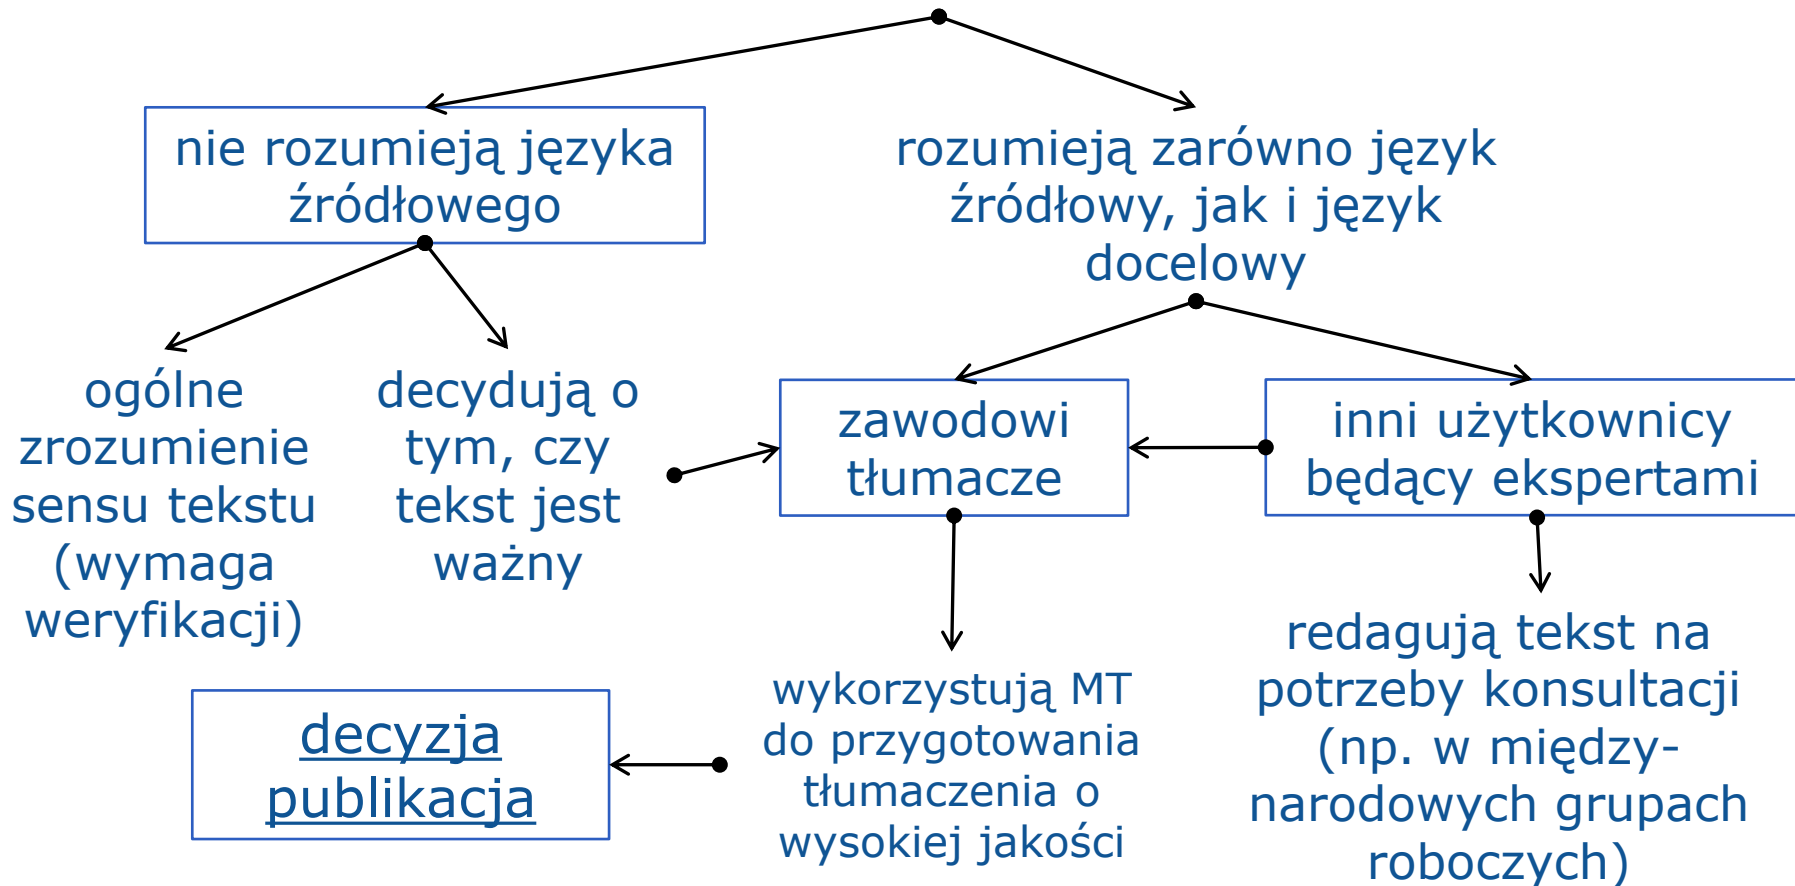 nie rozumieją języka
źródłowego
rozumieją zarówno język
źródłowy, jak i język
docelowy
ogólne
zrozumienie
sensu tekstu
(wymaga
weryfikacji)
decydują o
tym, czy
tekst jest
ważny
zawodowi
tłumacze
inni użytkownicy
będący ekspertami
decyzja
publikacja
wykorzystują MT
do przygotowania
tłumaczenia o
wysokiej jakości
redagują tekst na
potrzeby konsultacji
(np. w między-
narodowych grupach
roboczych)